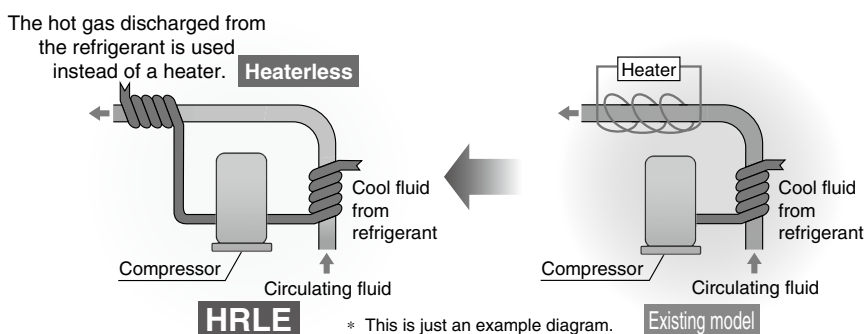 The hot gas discharged from
the refrigerant is used
instead of a heater.
Heaterless
Cool fluid
from
refrigerant
Compressor
Circulating fluid
HRLE
* This is just an example diagram.
Heater
Cool fluid
from
refrigerant
Compressor
Circulating fluid
Existing model